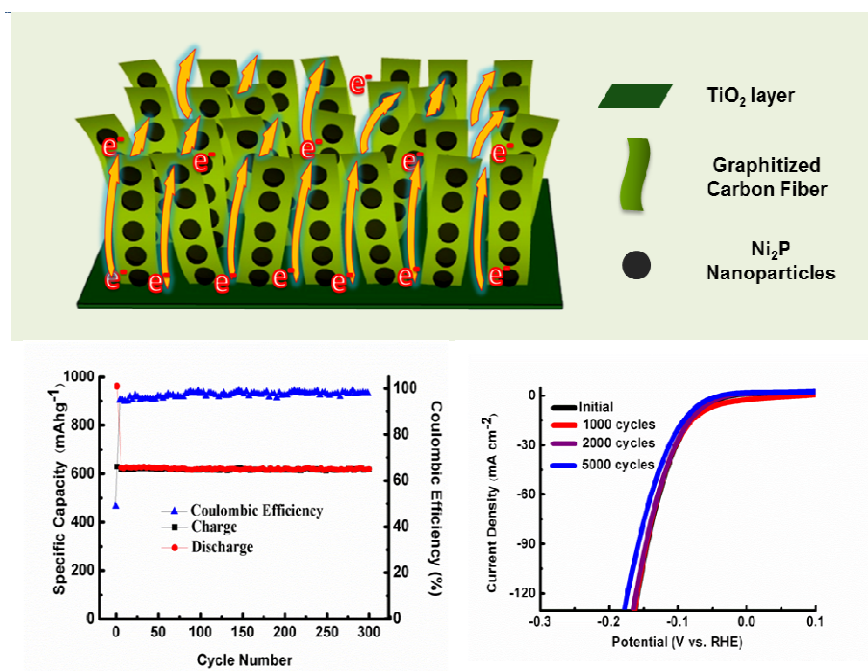 e-
e-
e-
e-
e-
e-
e-
e-
e-
e-
e-
e-
e-
TiO2 layer
Graphitized
Carbon Fiber
Ni2P
Nanoparticles
Specific Capacity (mAhg−1)
1000
800
600
400
200
0
Coulombic Efficiency
Charge
Discharge
0 50 100 150 200 250 300
Cycle Number
100
80
60
40
20
0
Coulombic Efficiency (%)
Current Density (mA cm-2)
0
-30
-60
-90
-120
Initial
1000 cycles
2000 cycles
5000 cycles
-0.3 -0.2 -0.1 0.0 0.1
Potential (V vs. RHE)